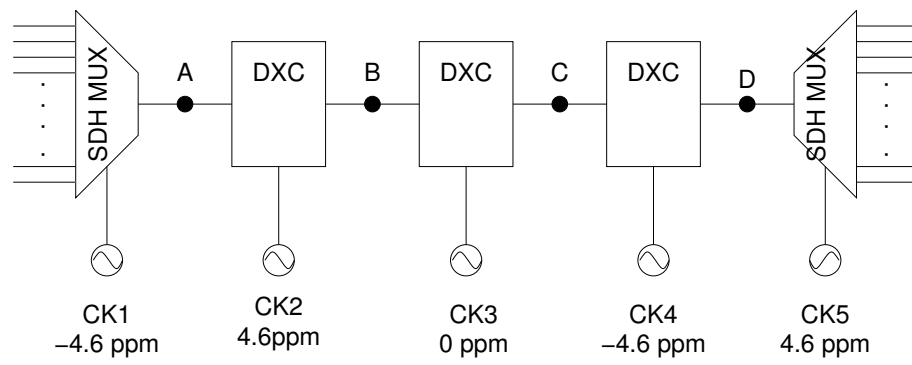 SDH MUX
A
DXC
B
DXC
C
DXC
D
SDH MUX
CK1
–4.6 ppm
CK2
4.6ppm
CK3
0 ppm
CK4
–4.6 ppm
CK5
4.6 ppm